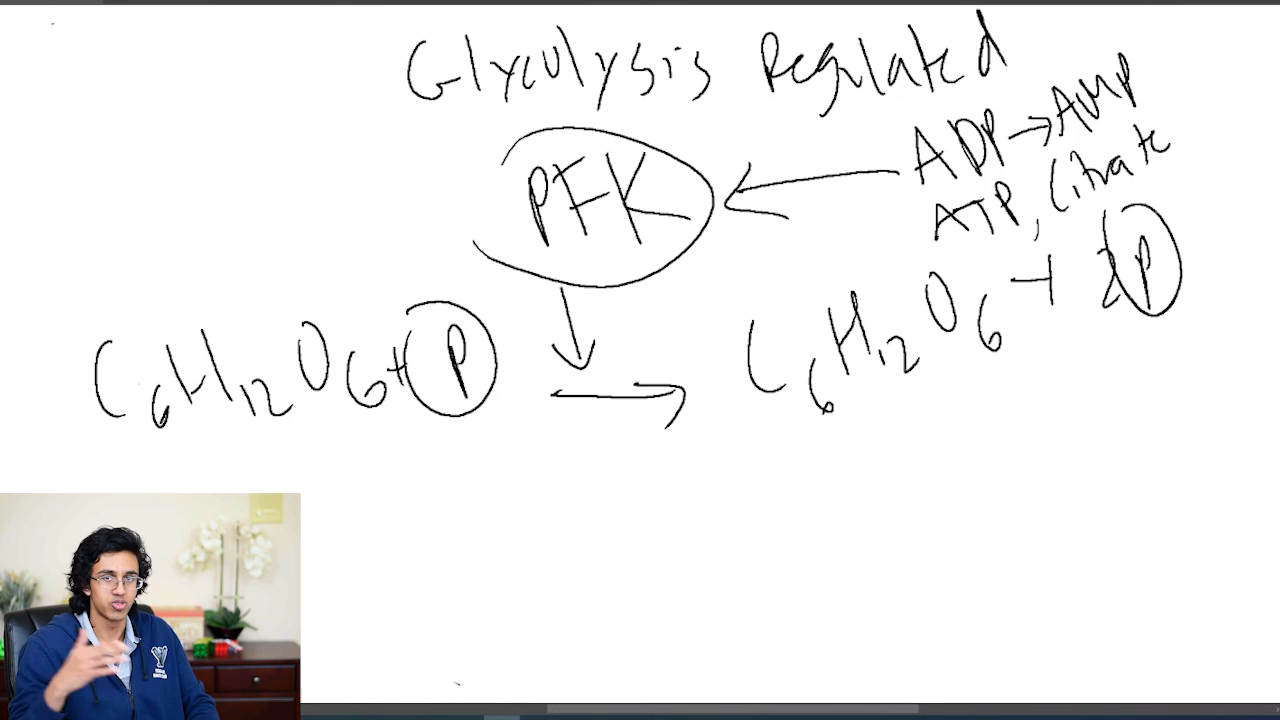 Glycolysis Regulated
PFK
ADP → AMP
ATP, Citrate
C6H12O6 + P → C6H12O6 + 2P